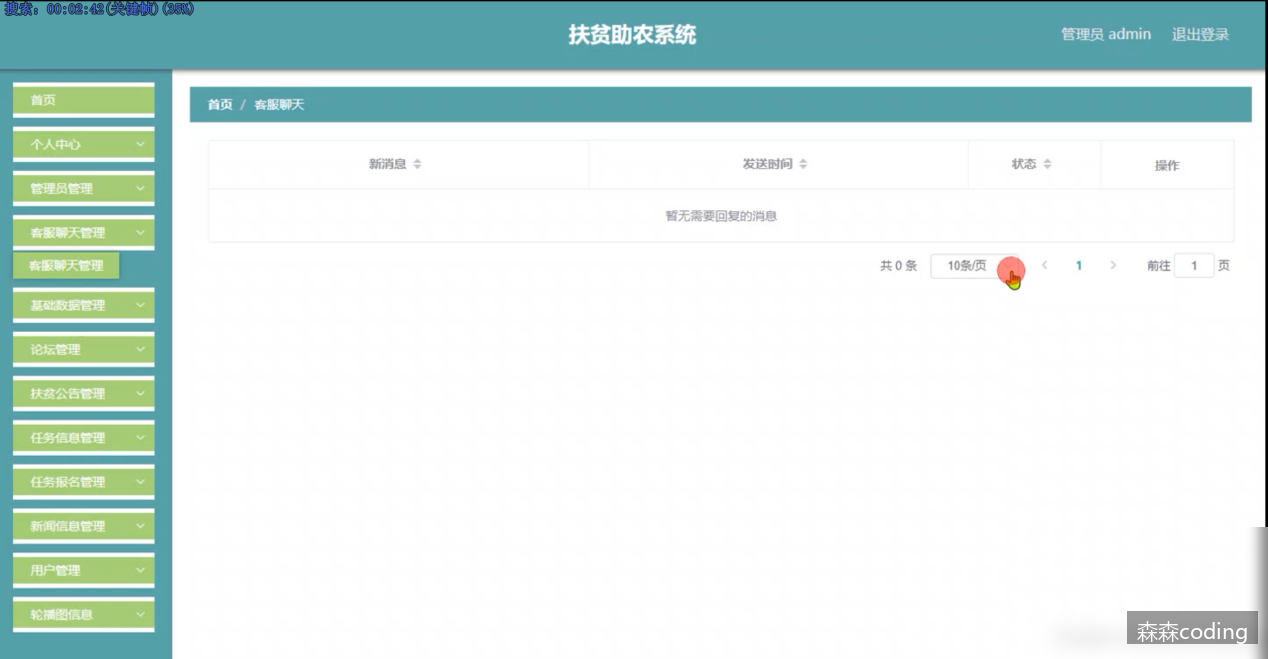 搜索: 00:02:42(关键帧)(35%)
扶贫助农系统
管理员 admin 退出登录
首页
个人中心
管理员管理
客服聊天管理
客服聊天管理
基础数据管理
论坛管理
扶贫公告管理
任务信息管理
任务报名管理
新闻信息管理
用户管理
轮播图信息
首页 / 客服聊天
新消息 发送时间 状态 操作
暂无需要回复的消息
共 0 条 10条/页 1 前往 1 页
森森coding